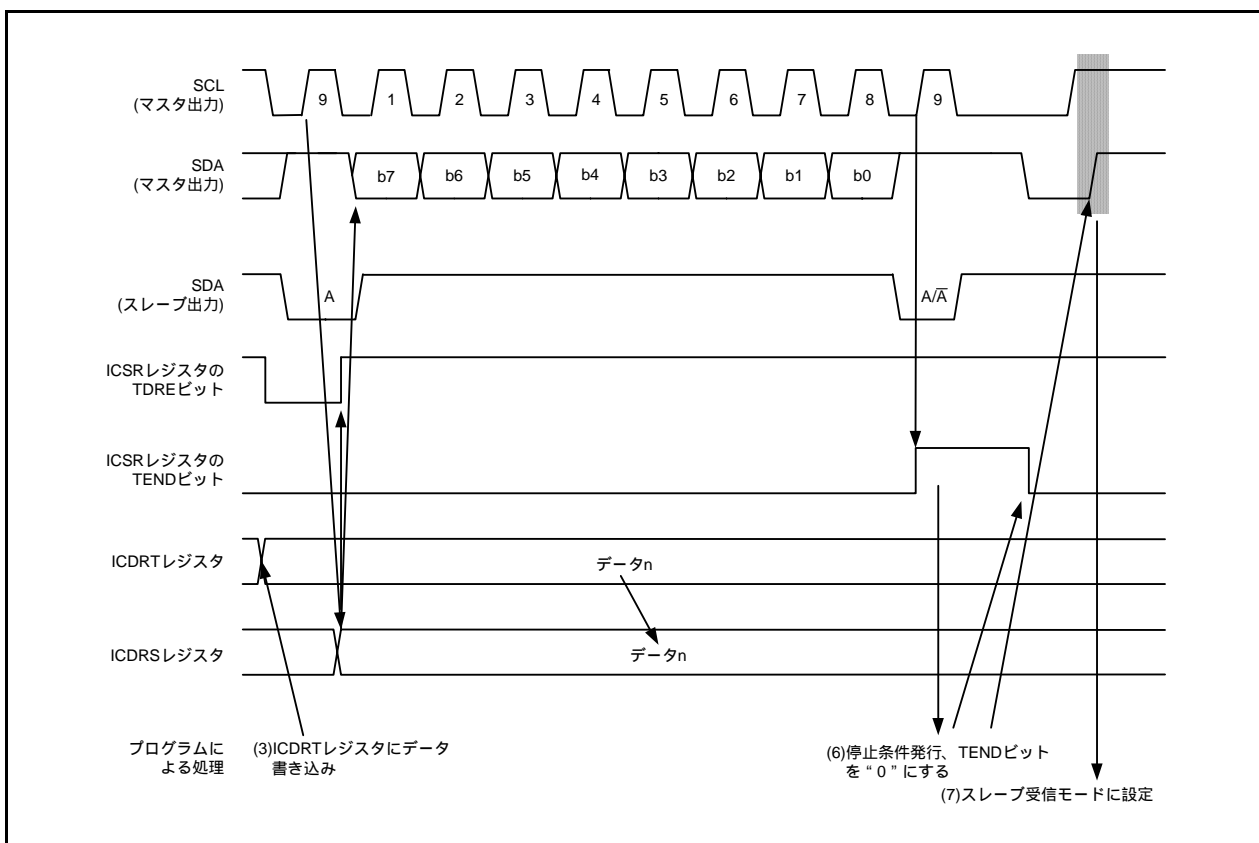 SCL
(マスタ出力)
9 1 2 3 4 5 6 7 8 9
SDA
(マスタ出力)
b7 b6 b5 b4 b3 b2 b1 b0
SDA
(スレーブ出力)
A A/A̅
ICSRレジスタの
TDREビット
ICSRレジスタの
TENDビット
ICDRTレジスタ
データn
ICDRSレジスタ
データn
プログラムに
よる処理
(3)ICDRTレジスタにデータ
書き込み
(6)停止条件発行、TENDビット
を“0”にする
(7)スレーブ受信モードに設定